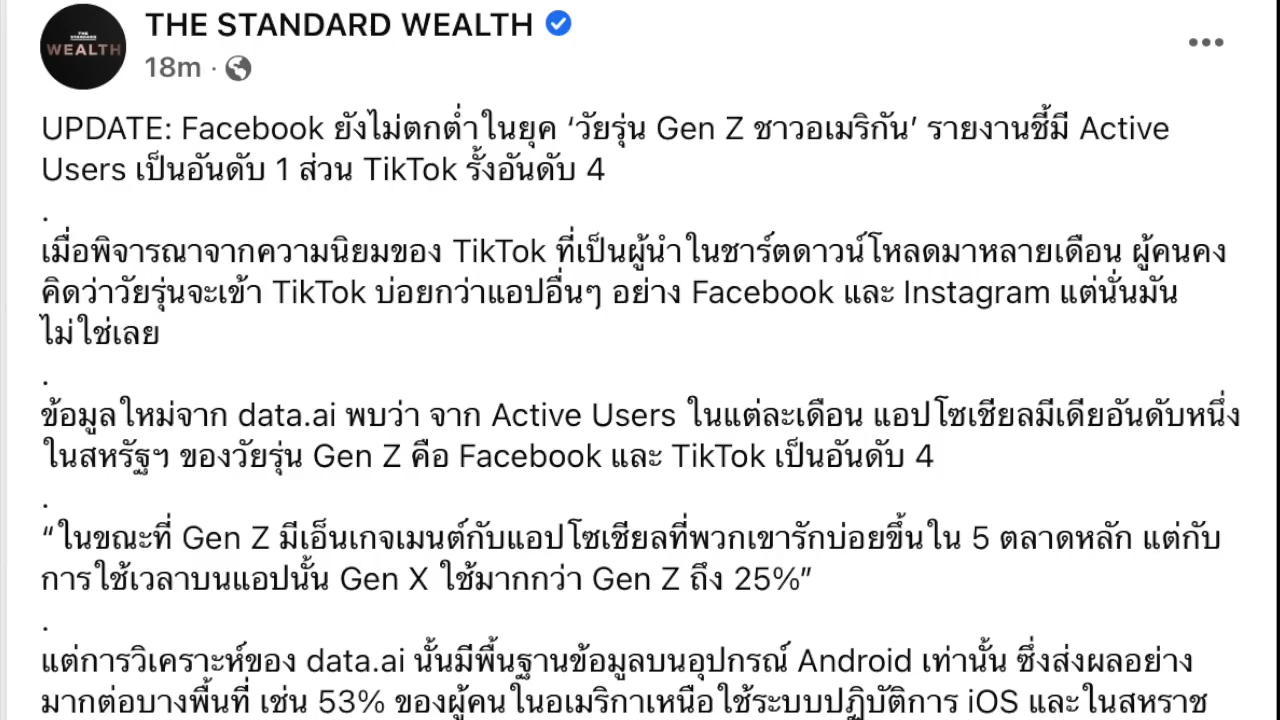 THE STANDARD WEALTH
THE STANDARD
WEALTH
18m ·
UPDATE: Facebook ยังไม่ตกต่ำในยุค ‘วัยรุ่น Gen Z ชาวอเมริกัน’ รายงานชี้มี Active
Users เป็นอันดับ 1 ส่วน TikTok รั้งอันดับ 4
.
เมื่อพิจารณาจากความนิยมของ TikTok ที่เป็นผู้นำในชาร์ตดาวน์โหลดมาหลายเดือน ผู้คนคง
คิดว่าวัยรุ่นจะเข้า TikTok บ่อยกว่าแอปอื่นๆ อย่าง Facebook และ Instagram แต่นั่นมัน
ไม่ใช่เลย
.
ข้อมูลใหม่จาก data.ai พบว่า จาก Active Users ในแต่ละเดือน แอปโซเชียลมีเดียอันดับหนึ่ง
ในสหรัฐฯ ของวัยรุ่น Gen Z คือ Facebook และ TikTok เป็นอันดับ 4
.
“ในขณะที่ Gen Z มีเอ็นเกจเมนต์กับแอปโซเชียลที่พวกเขารักบ่อยขึ้นใน 5 ตลาดหลัก แต่กับ
การใช้เวลาบนแอปนั้น Gen X ใช้มากกว่า Gen Z ถึง 25%”
.
แต่การวิเคราะห์ของ data.ai นั้นมีพื้นฐานข้อมูลบนอุปกรณ์ Android เท่านั้น ซึ่งส่งผลอย่าง
มากต่อบางพื้นที่ เช่น 53% ของผู้คนในอเมริกาเหนือใช้ระบบปฏิบัติการ iOS และในสหราช